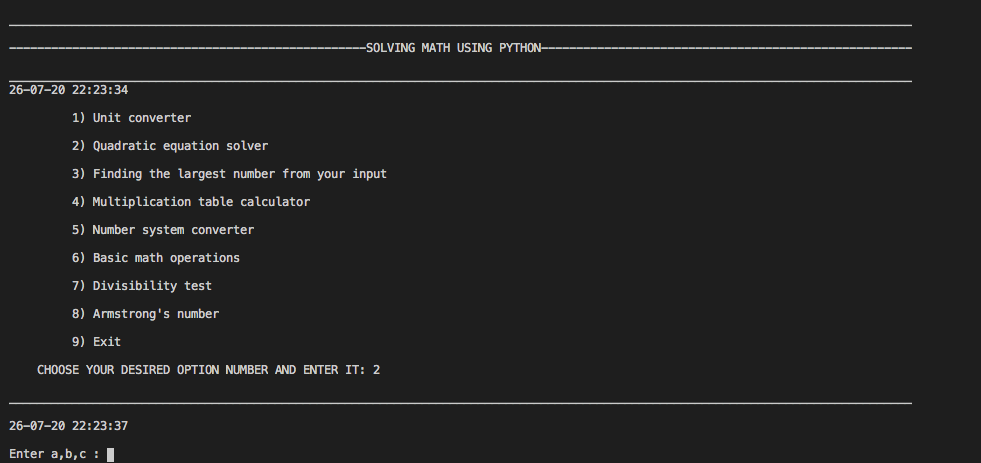 SOLVING MATH USING PYTHON
26-07-20 22:23:34
1) Unit converter
2) Quadratic equation solver
3) Finding the largest number from your input
4) Multiplication table calculator
5) Number system converter
6) Basic math operations
7) Divisibility test
8) Armstrong's number
9) Exit
CHOOSE YOUR DESIRED OPTION NUMBER AND ENTER IT: 2
26-07-20 22:23:37
Enter a,b,c :